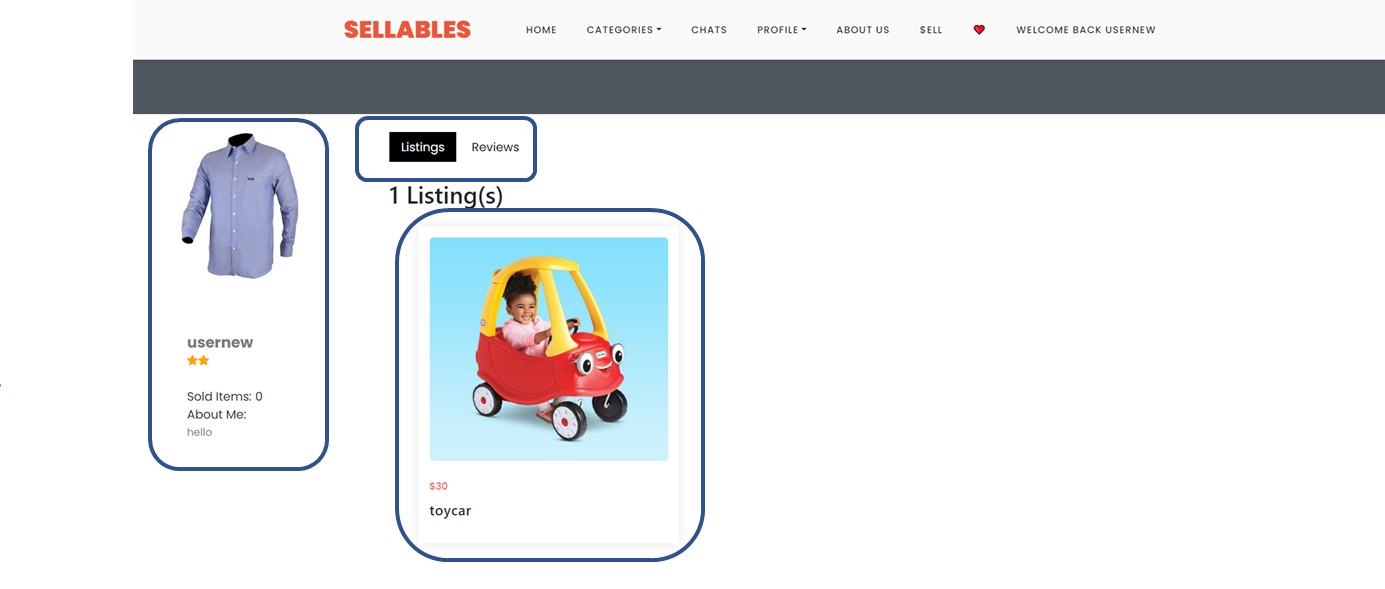 SELLABLES HOME CATEGORIES CHATS PROFILE ABOUT US $ELL WELCOME BACK USERNEW
Listings Reviews
1 Listing(s)
usernew
Sold Items: 0
About Me:
hello
$30
toycar